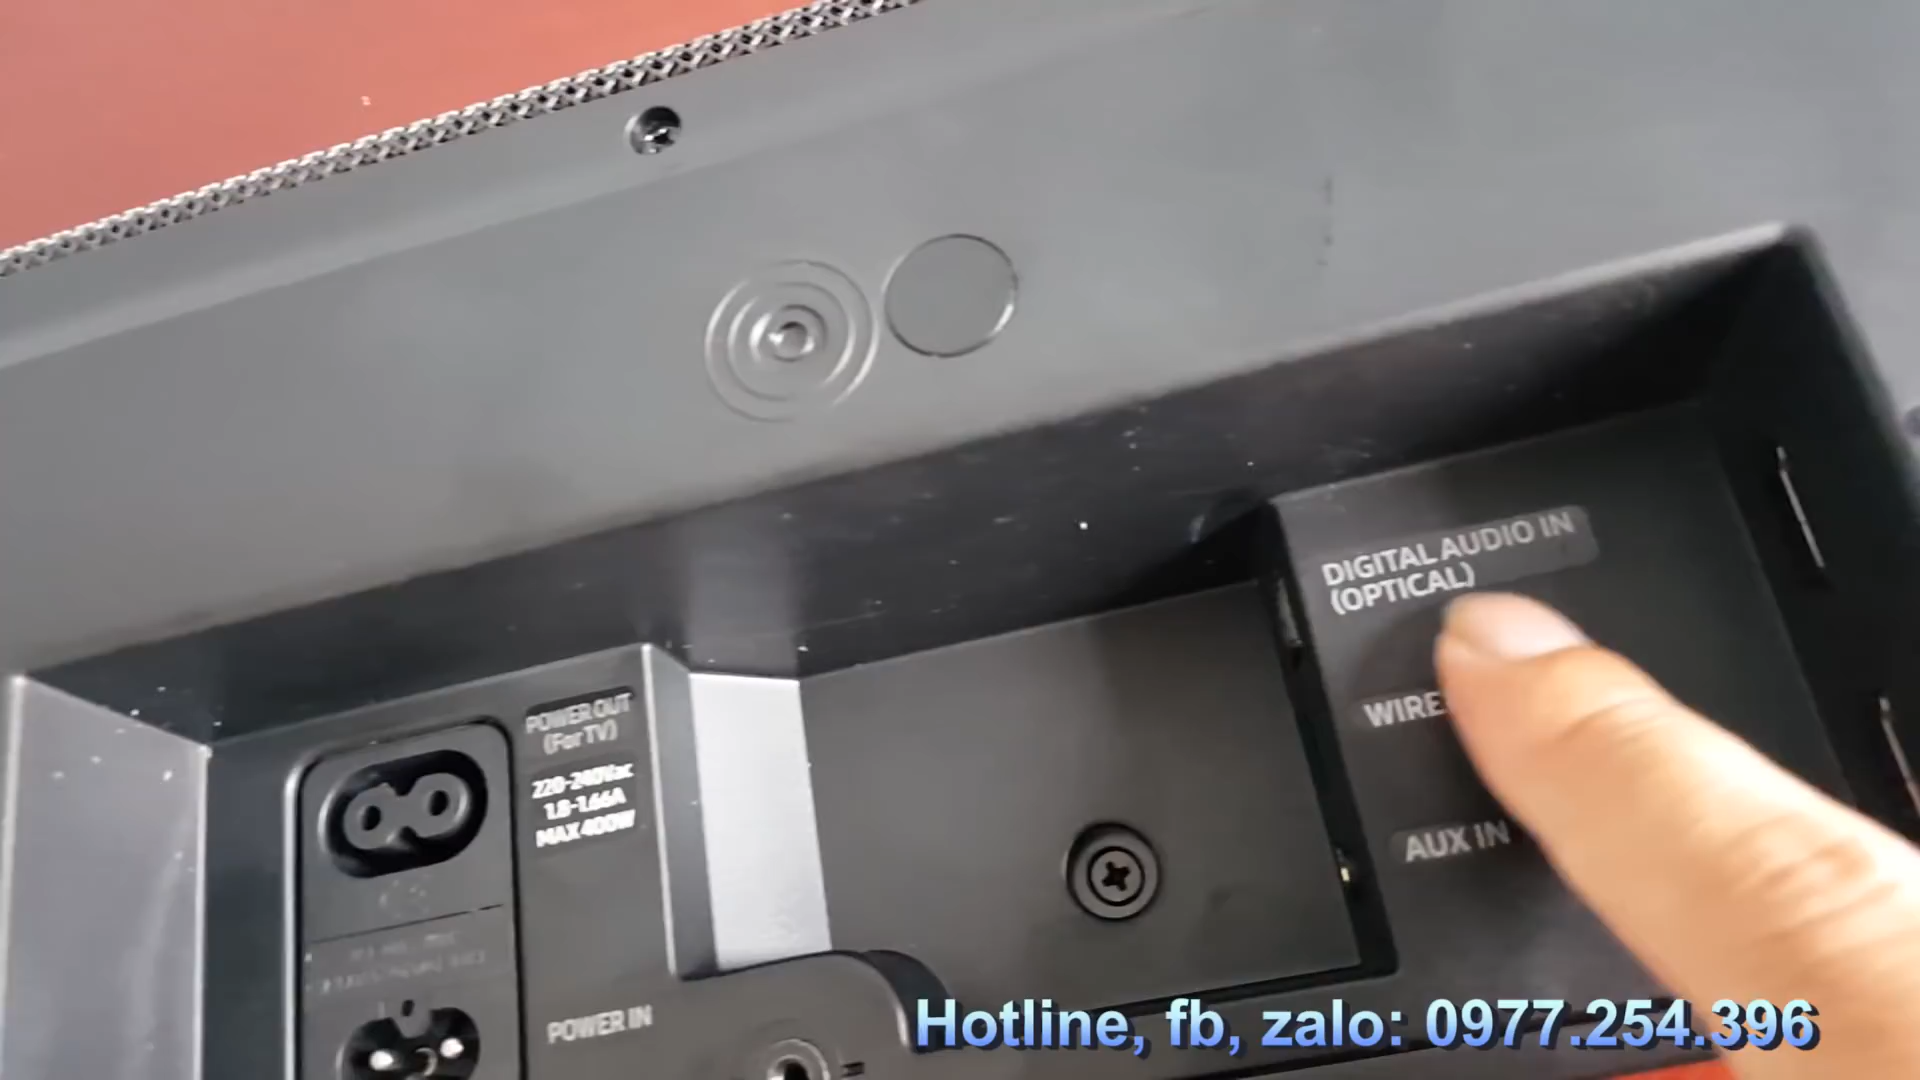 DIGITAL AUDIO IN
(OPTICAL)
WIRE
AUX IN
POWER OUT
(For TV)
220-240Vac
1.8-1.66A
MAX 400W
POWER IN
Hotline, fb, zalo: 0977.254.396